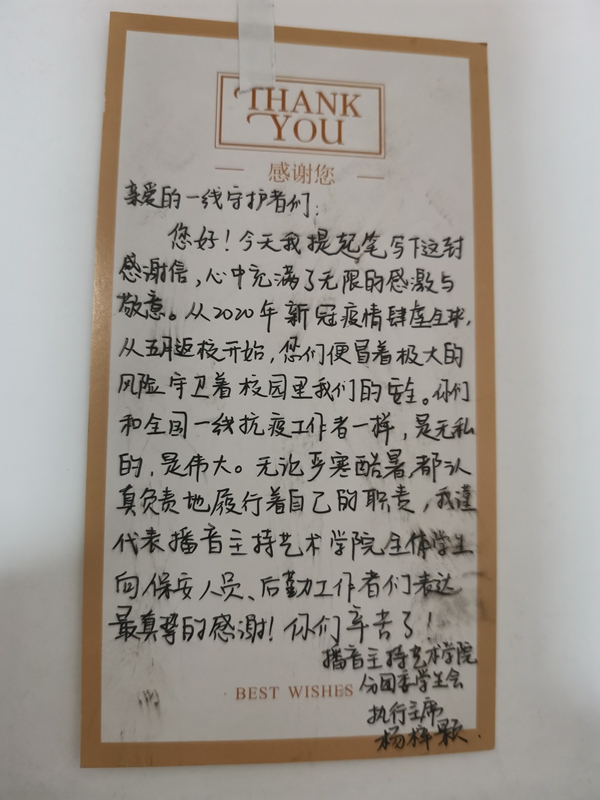 THANK
YOU
感谢您
亲爱的一线守护者们:
您好!今天我提起笔写下这封
感谢信,心中充满了无限的感激与
敬意。从2020年新冠疫情肆虐全球,
从五月返校开始,您们便冒着极大的
风险守卫着校园里我们的安全。你们
和全国一线抗疫工作者一样,是无私
的,是伟大。无论严寒酷暑,都认
真负责地履行着自己的职责,我谨
代表播音主持艺术学院全体学生
向保安人员、后勤工作者们表达
最真挚的感谢!你们辛苦了!
播音主持艺术学院
分团委学生会
BEST WISHES
执行主席
杨梓颗.